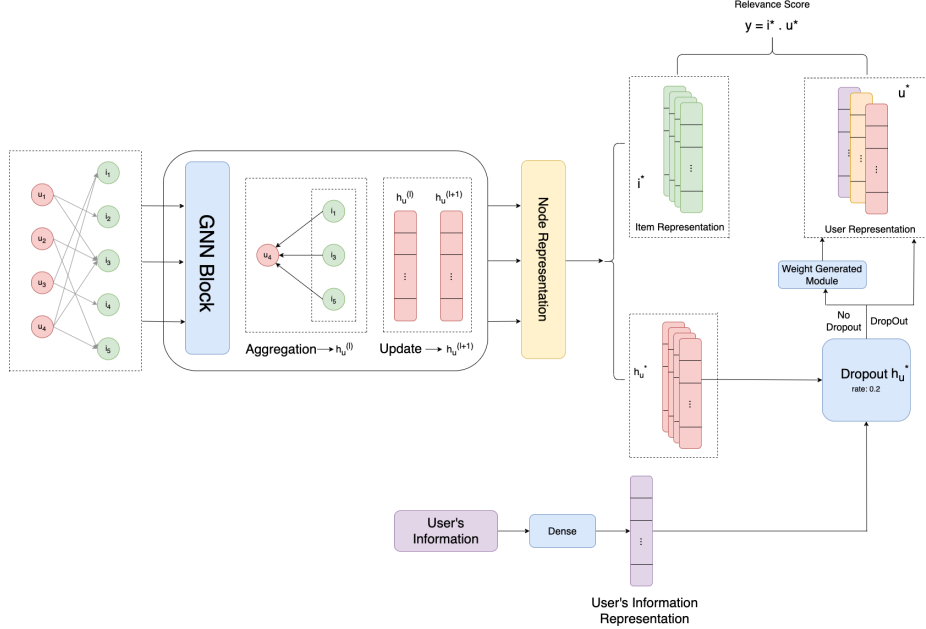 Relevance Score
y = i* . u*
u1
u2
u3
u4
i1
i2
i3
i4
i5
GNN Block
u4
i1
i3
i5
Aggregation → hu(l)
hu(l) hu(l+1)
...
...
Update → hu(l+1)
Node Representation
i*
...
Item Representation
u*
...
...
...
User Representation
Weight Generated
Module
No
Dropout
DropOut
hu*
...
Dropout hu*
rate: 0.2
User's
Information
Dense
...
User's Information
Representation